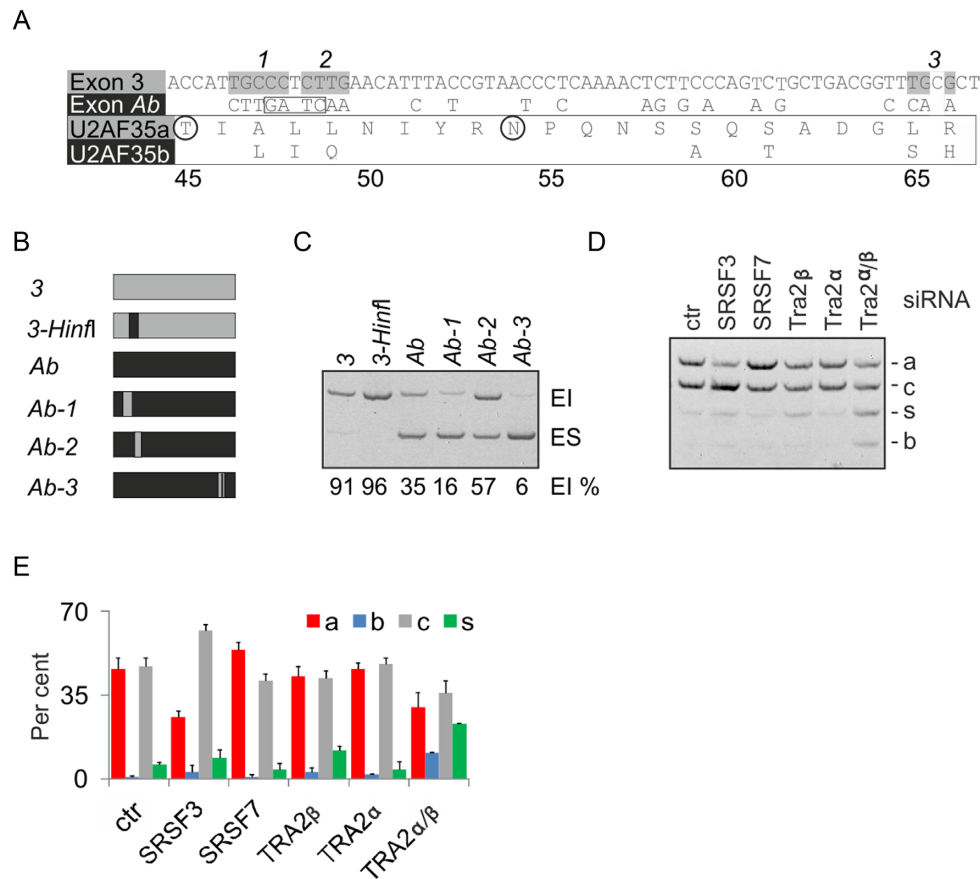 A
1 2 3
Exon 3 ACCATTGCCCTCTTGAACATTTACCGTAACCCTCAAAACTCTTCCCAGTCTGCTGACGGTTTGCGCT
Exon Ab CTTGA TCAA C T T C AG G A A G C CA A
U2AF35a T I A L L N I Y R N P Q N S S Q S A D G L R
U2AF35b L I Q A T S H
45 50 55 60 65
B
3
3-HinfI
Ab
Ab-1
Ab-2
Ab-3
C
3 3-HinfI Ab Ab-1 Ab-2 Ab-3
EI
ES
91 96 35 16 57 6 EI %
D
ctr SRSF3 SRSF7 Tra2β Tra2α Tra2α/β siRNA
- a
- c
- s
- b
E
70
35
0
Per cent
a b c s
ctr SRSF3 SRSF7 TRA2β TRA2α TRA2α/β